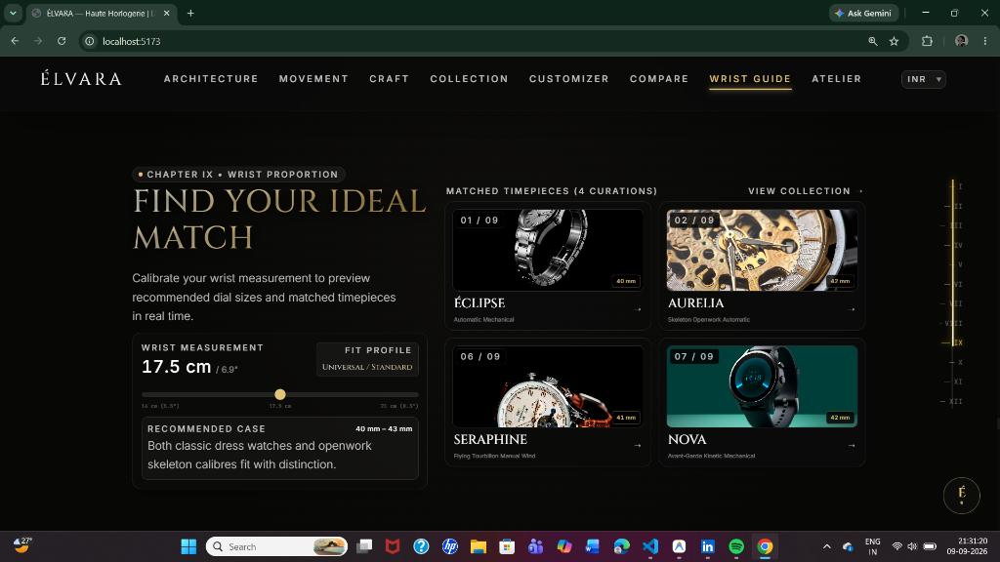 ÉLVARA — Haute Horlogerie | L
Ask Gemini
localhost:5173
ÉLVARA
ARCHITECTURE
MOVEMENT
CRAFT
COLLECTION
CUSTOMIZER
COMPARE
WRIST GUIDE
ATELIER
INR
CHAPTER IX • WRIST PROPORTION
FIND YOUR IDEAL
MATCH
Calibrate your wrist measurement to preview
recommended dial sizes and matched timepieces
in real time.
WRIST MEASUREMENT
17.5 cm / 6.9"
FIT PROFILE
UNIVERSAL / STANDARD
14 cm (5.5") 17.5 cm 21 cm (8.3")
RECOMMENDED CASE 40 mm – 43 mm
Both classic dress watches and openwork
skeleton calibres fit with distinction.
MATCHED TIMEPIECES (4 CURATIONS)
VIEW COLLECTION →
01 / 09
40 mm
ÉCLIPSE
→
Automatic Mechanical
02 / 09
42 mm
AURELIA
→
Skeleton Openwork Automatic
06 / 09
41 mm
SERAPHINE
→
Flying Tourbillon Manual Wind
07 / 09
42 mm
NOVA
→
Avant-Garde Kinetic Mechanical
I
II
III
IV
V
VI
VII
VIII
IX
X
XI
XII
É
27°
Search
ENG
IN
21:31:20
09-09-2026